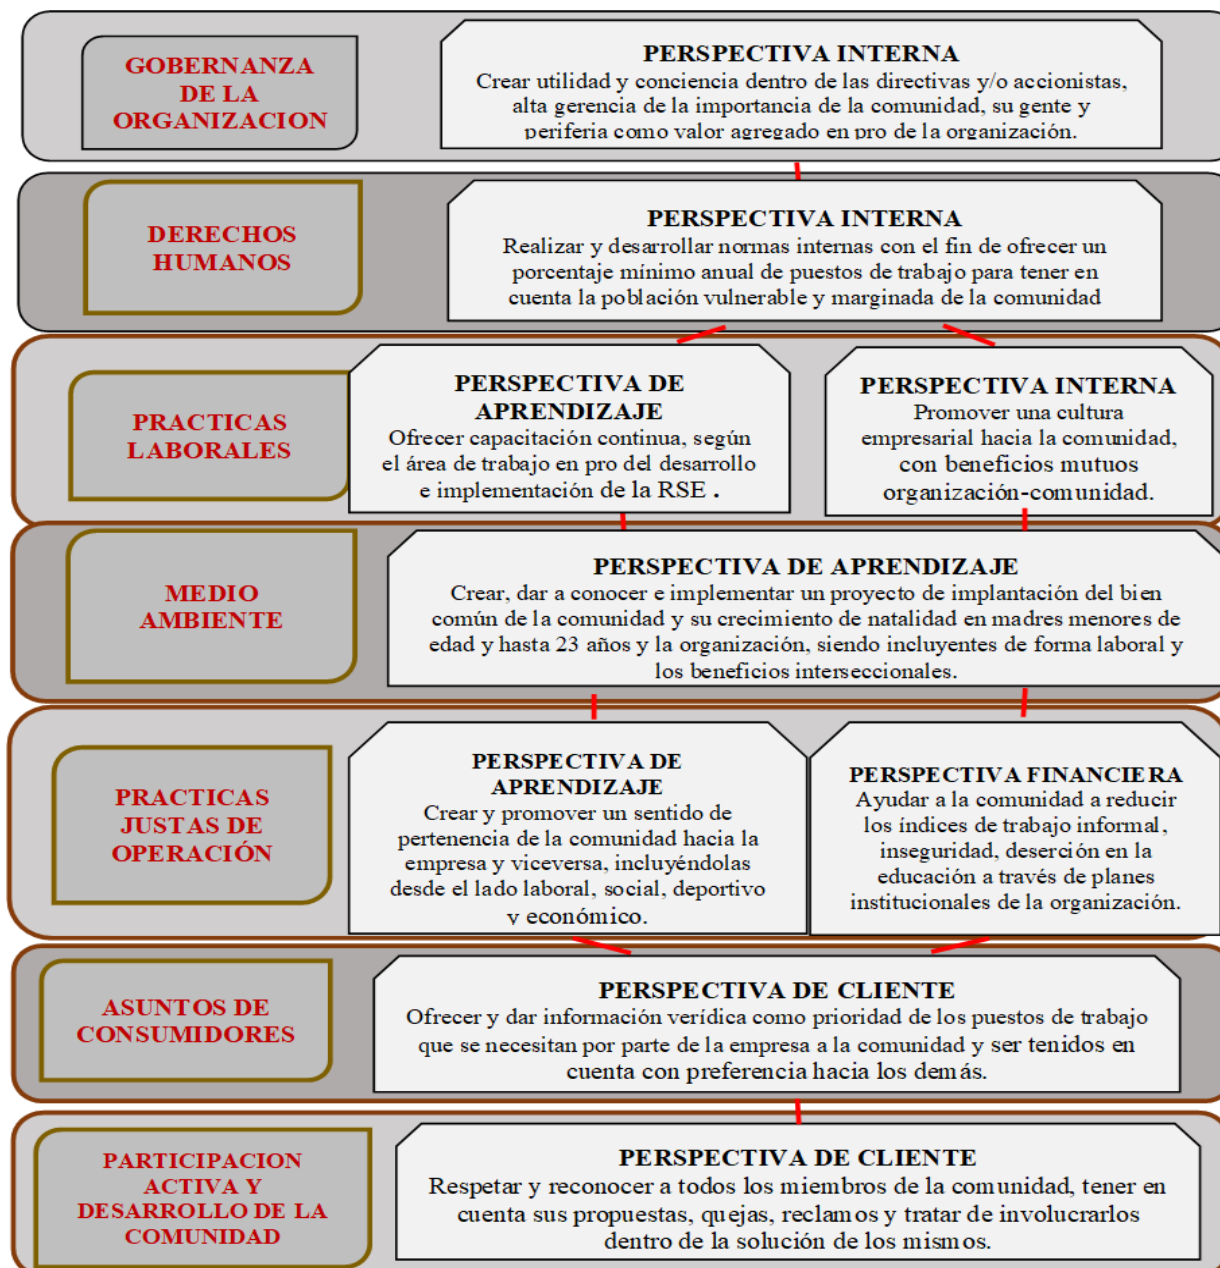 GOBERNANZA
DE LA
ORGANIZACION
PERSPECTIVA INTERNA
Crear utilidad y conciencia dentro de las directivas y/o accionistas,
alta gerencia de la importancia de la comunidad, su gente y
periferia como valor agregado en pro de la organización.
DERECHOS
HUMANOS
PERSPECTIVA INTERNA
Realizar y desarrollar normas internas con el fin de ofrecer un
porcentaje mínimo anual de puestos de trabajo para tener en
cuenta la población vulnerable y marginada de la comunidad
PRACTICAS
LABORALES
PERSPECTIVA DE
APRENDIZAJE
Ofrecer capacitación continua, según
el área de trabajo en pro del desarrollo
e implementación de la RSE .
PERSPECTIVA INTERNA
Promover una cultura
empresarial hacia la comunidad,
con beneficios mutuos
organización-comunidad.
MEDIO
AMBIENTE
PERSPECTIVA DE APRENDIZAJE
Crear, dar a conocer e implementar un proyecto de implantación del bien
común de la comunidad y su crecimiento de natalidad en madres menores de
edad y hasta 23 años y la organización, siendo incluyentes de forma laboral y
los beneficios interseccionales.
PRACTICAS
JUSTAS DE
OPERACIÓN
PERSPECTIVA DE
APRENDIZAJE
Crear y promover un sentido de
pertenencia de la comunidad hacia la
empresa y viceversa, incluyéndolas
desde el lado laboral, social, deportivo
y económico.
PERSPECTIVA FINANCIERA
Ayudar a la comunidad a reducir
los índices de trabajo informal,
inseguridad, deserción en la
educación a través de planes
institucionales de la organización.
ASUNTOS DE
CONSUMIDORES
PERSPECTIVA DE CLIENTE
Ofrecer y dar información verídica como prioridad de los puestos de trabajo
que se necesitan por parte de la empresa a la comunidad y ser tenidos en
cuenta con preferencia hacia los demás.
PARTICIPACION
ACTIVA Y
DESARROLLO DE LA
COMUNIDAD
PERSPECTIVA DE CLIENTE
Respetar y reconocer a todos los miembros de la comunidad, tener en
cuenta sus propuestas, quejas, reclamos y tratar de involucrarlos
dentro de la solución de los mismos.